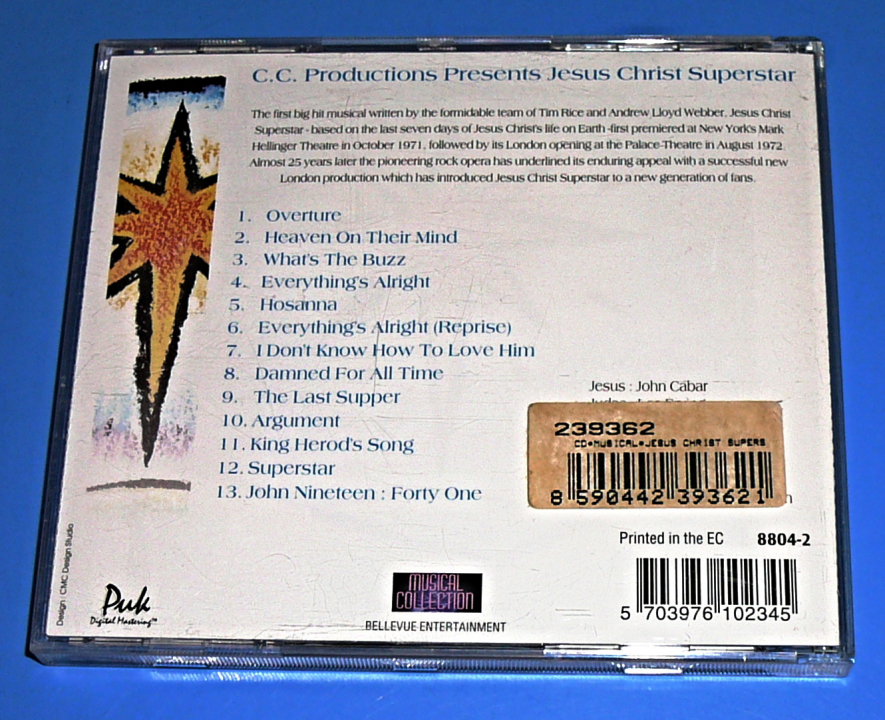 C.C. Productions Presents Jesus Christ Superstar
The first big hit musical written by the formidable team of Tim Rice and Andrew Lloyd Webber, Jesus Christ
Superstar - based on the last seven days of Jesus Christ's life on Earth -first premiered at New York's Mark
Hellinger Theatre in October 1971, followed by its London opening at the Palace-Theatre in August 1972.
Almost 25 years later the pioneering rock opera has underlined its enduring appeal with a successful new
London production which has introduced Jesus Christ Superstar to a new generation of fans.
1. Overture
2. Heaven On Their Mind
3. What's The Buzz
4. Everything's Alright
5. Hosanna
6. Everything's Alright (Reprise)
7. I Don't Know How To Love Him
8. Damned For All Time
9. The Last Supper
10. Argument
11. King Herod's Song
12. Superstar
13. John Nineteen : Forty One
Jesus : John Cabar
239362
CD•MUSICAL•JESUS CHRIST SUPERS
8 590442 393621
Printed in the EC 8804-2
5 703976 102345
MUSICAL
COLLECTION
BELLEVUE ENTERTAINMENT
Puk
Digital Mastering™
Design : CMC Design Studio